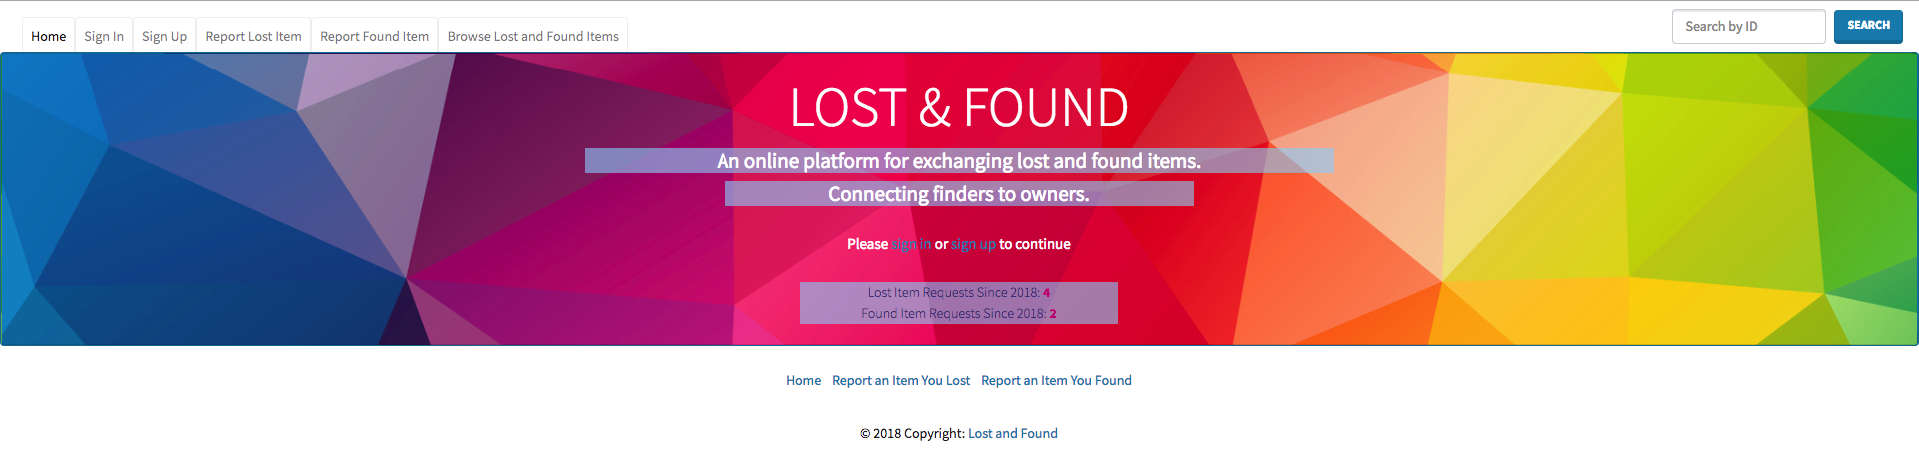 Home Sign In Sign Up Report Lost Item Report Found Item Browse Lost and Found Items Search by ID SEARCH
LOST & FOUND
An online platform for exchanging lost and found items.
Connecting finders to owners.
Please sign in or sign up to continue
Lost Item Requests Since 2018: 4
Found Item Requests Since 2018: 2
Home Report an Item You Lost Report an Item You Found
© 2018 Copyright: Lost and Found